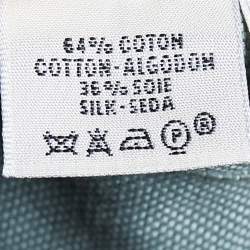 64% COTON
COTTON-ALGODON
36% SOIE
SILK-SEDA
P ®